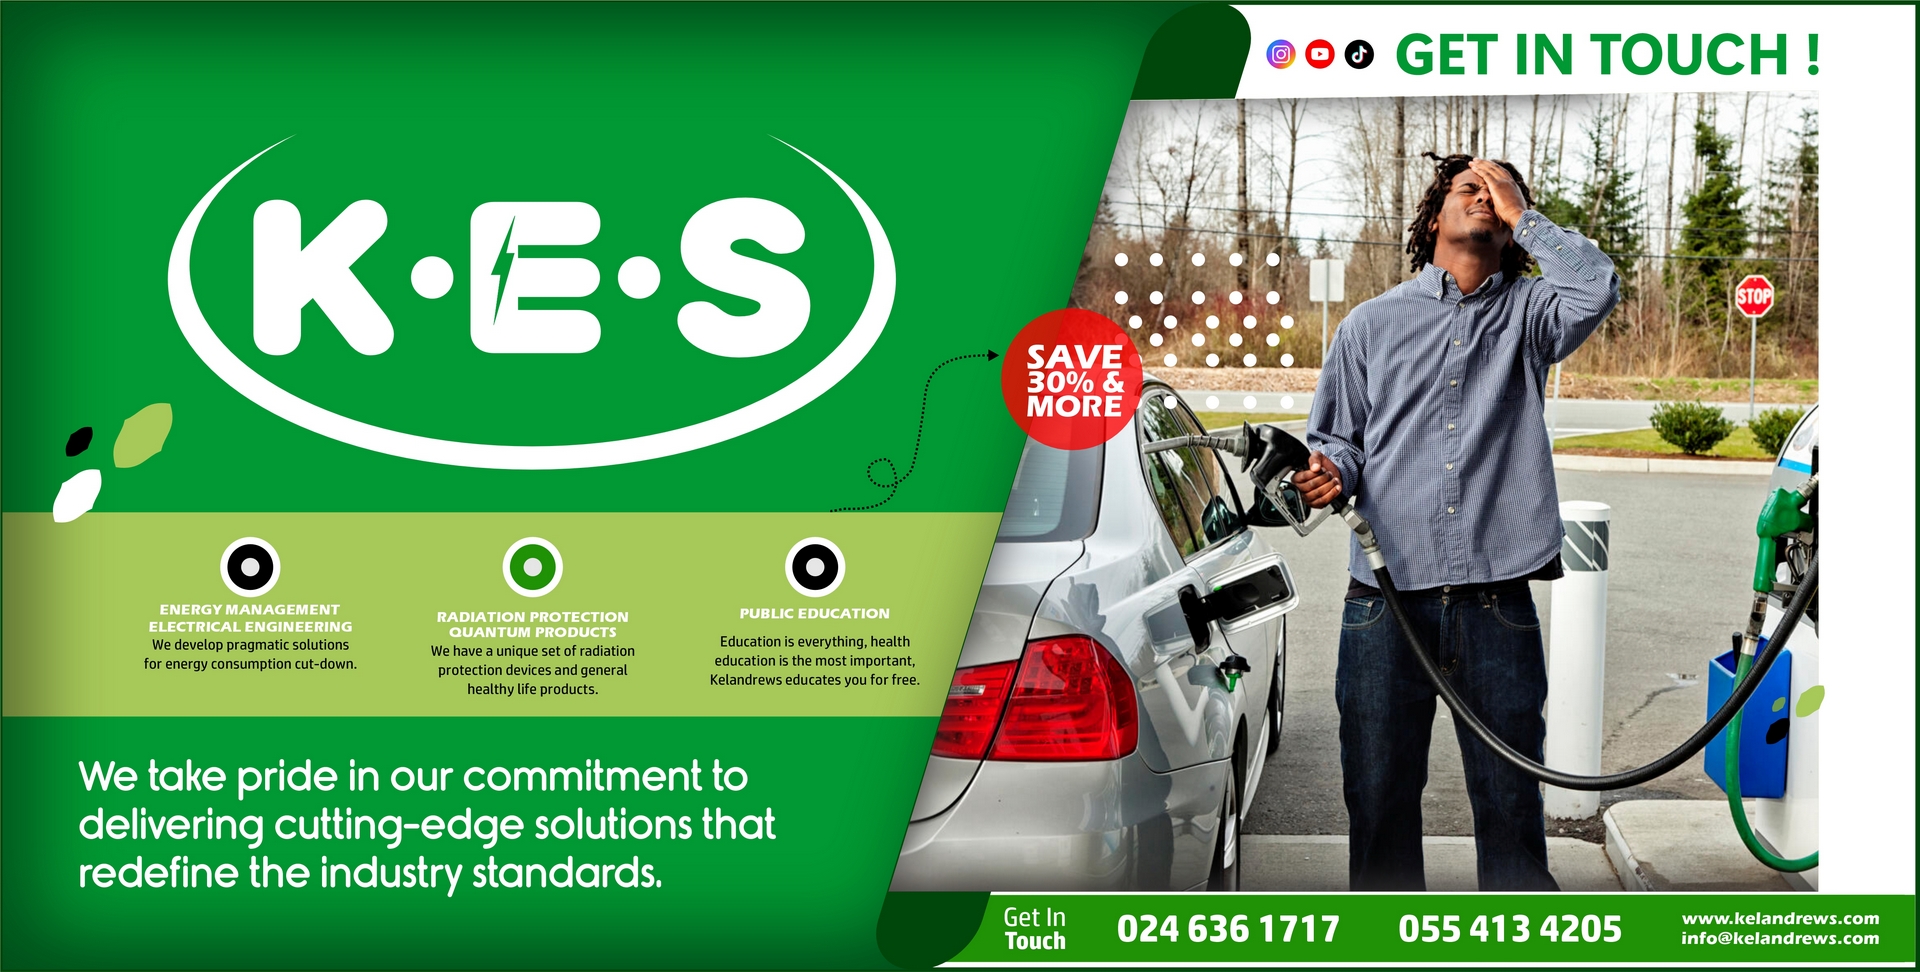 GET IN TOUCH !
K·E·S
STOP
SAVE
30% &
MORE
ENERGY MANAGEMENT
ELECTRICAL ENGINEERING
We develop pragmatic solutions
for energy consumption cut-down.
RADIATION PROTECTION
QUANTUM PRODUCTS
We have a unique set of radiation
protection devices and general
healthy life products.
PUBLIC EDUCATION
Education is everything, health
education is the most important,
Kelandrews educates you for free.
We take pride in our commitment to
delivering cutting-edge solutions that
redefine the industry standards.
Get In
Touch
024 636 1717
055 413 4205
www.kelandrews.com
info@kelandrews.com